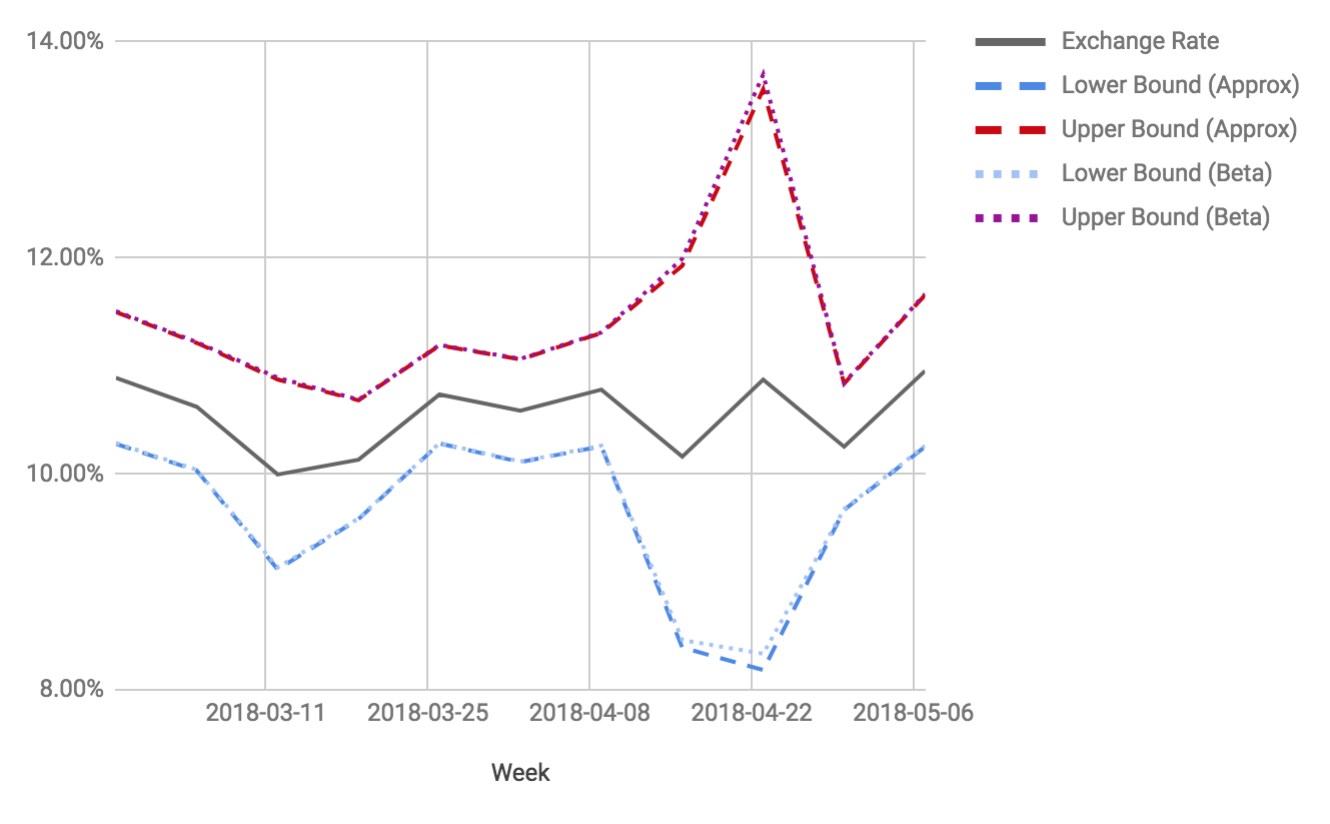 14.00%
12.00%
10.00%
8.00%
2018-03-11
2018-03-25
2018-04-08
2018-04-22
2018-05-06
Week
Exchange Rate
Lower Bound (Approx)
Upper Bound (Approx)
Lower Bound (Beta)
Upper Bound (Beta)